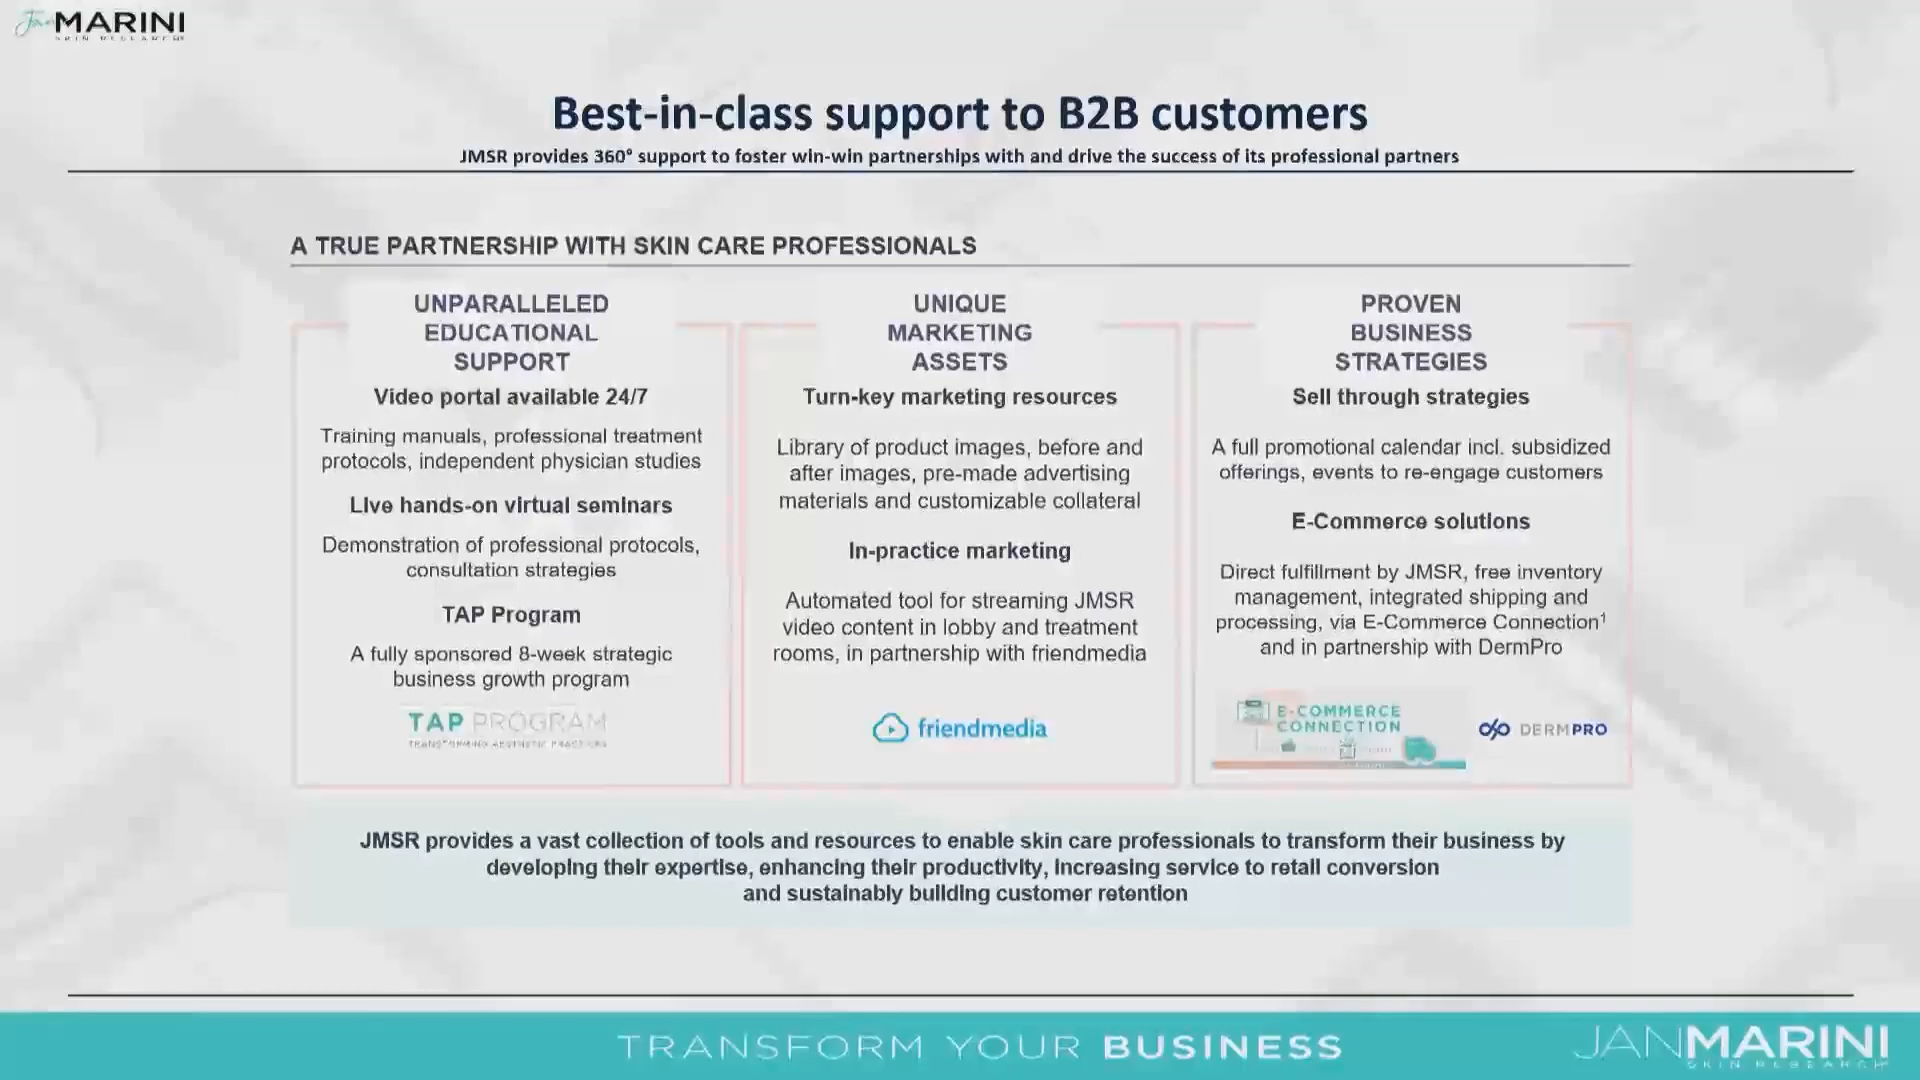 Jan MARINI
SKIN RESEARCH
Best-in-class support to B2B customers
JMSR provides 360° support to foster win-win partnerships with and drive the success of its professional partners
A TRUE PARTNERSHIP WITH SKIN CARE PROFESSIONALS
UNPARALLELED
EDUCATIONAL
SUPPORT
Video portal available 24/7
Training manuals, professional treatment
protocols, independent physician studies
Live hands-on virtual seminars
Demonstration of professional protocols,
consultation strategies
TAP Program
A fully sponsored 8-week strategic
business growth program
TAP PROGRAM
TRANSFORMING AESTHETIC PRACTICES
UNIQUE
MARKETING
ASSETS
Turn-key marketing resources
Library of product images, before and
after images, pre-made advertising
materials and customizable collateral
In-practice marketing
Automated tool for streaming JMSR
video content in lobby and treatment
rooms, in partnership with friendmedia
friendmedia
PROVEN
BUSINESS
STRATEGIES
Sell through strategies
A full promotional calendar incl. subsidized
offerings, events to re-engage customers
E-Commerce solutions
Direct fulfillment by JMSR, free inventory
management, integrated shipping and
processing, via E-Commerce Connection¹
and in partnership with DermPro
E-COMMERCE
CONNECTION
DERMPRO
JMSR provides a vast collection of tools and resources to enable skin care professionals to transform their business by
developing their expertise, enhancing their productivity, increasing service to retail conversion
and sustainably building customer retention
TRANSFORM YOUR BUSINESS
JANMARINI
SKIN RESEARCH